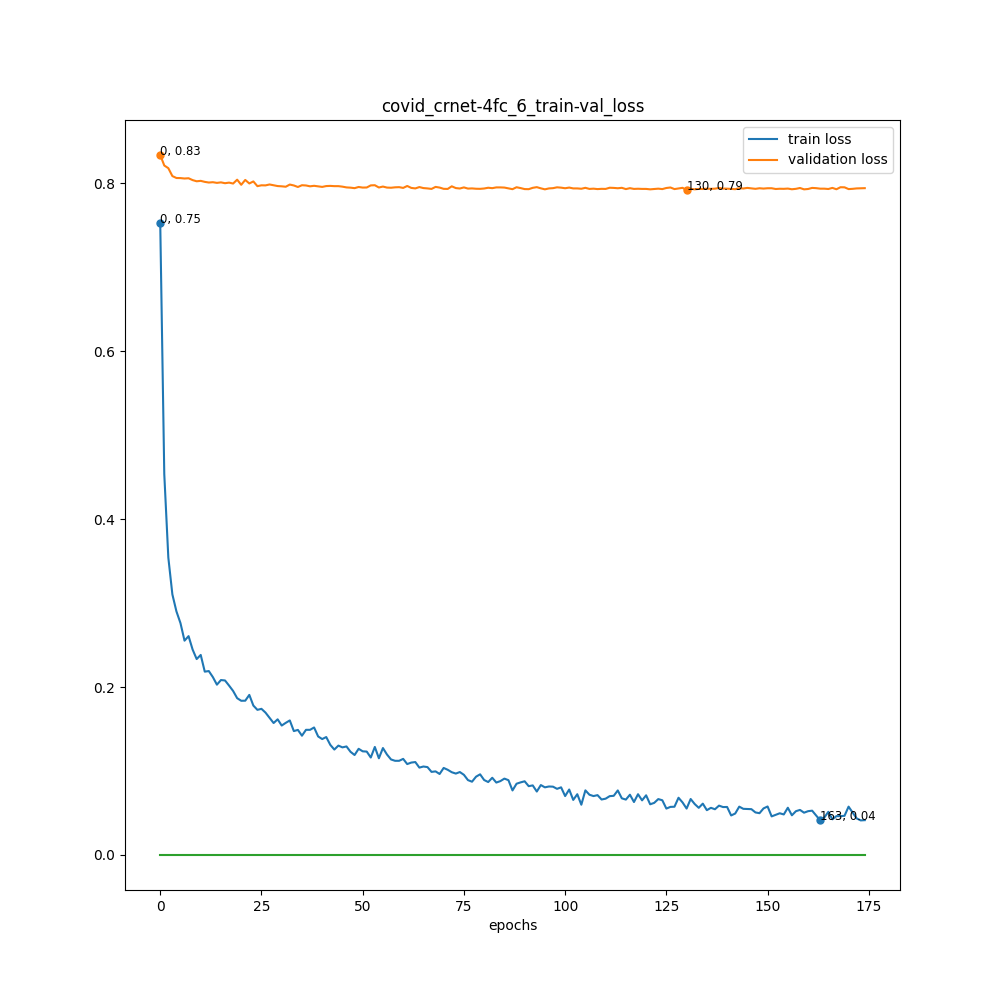 covid_crnet-4fc_6_train-val_loss
train loss
validation loss
0, 0.83
130, 0.79
0, 0.75
163, 0.04
0.8
0.6
0.4
0.2
0.0
0 25 50 75 100 125 150 175
epochs